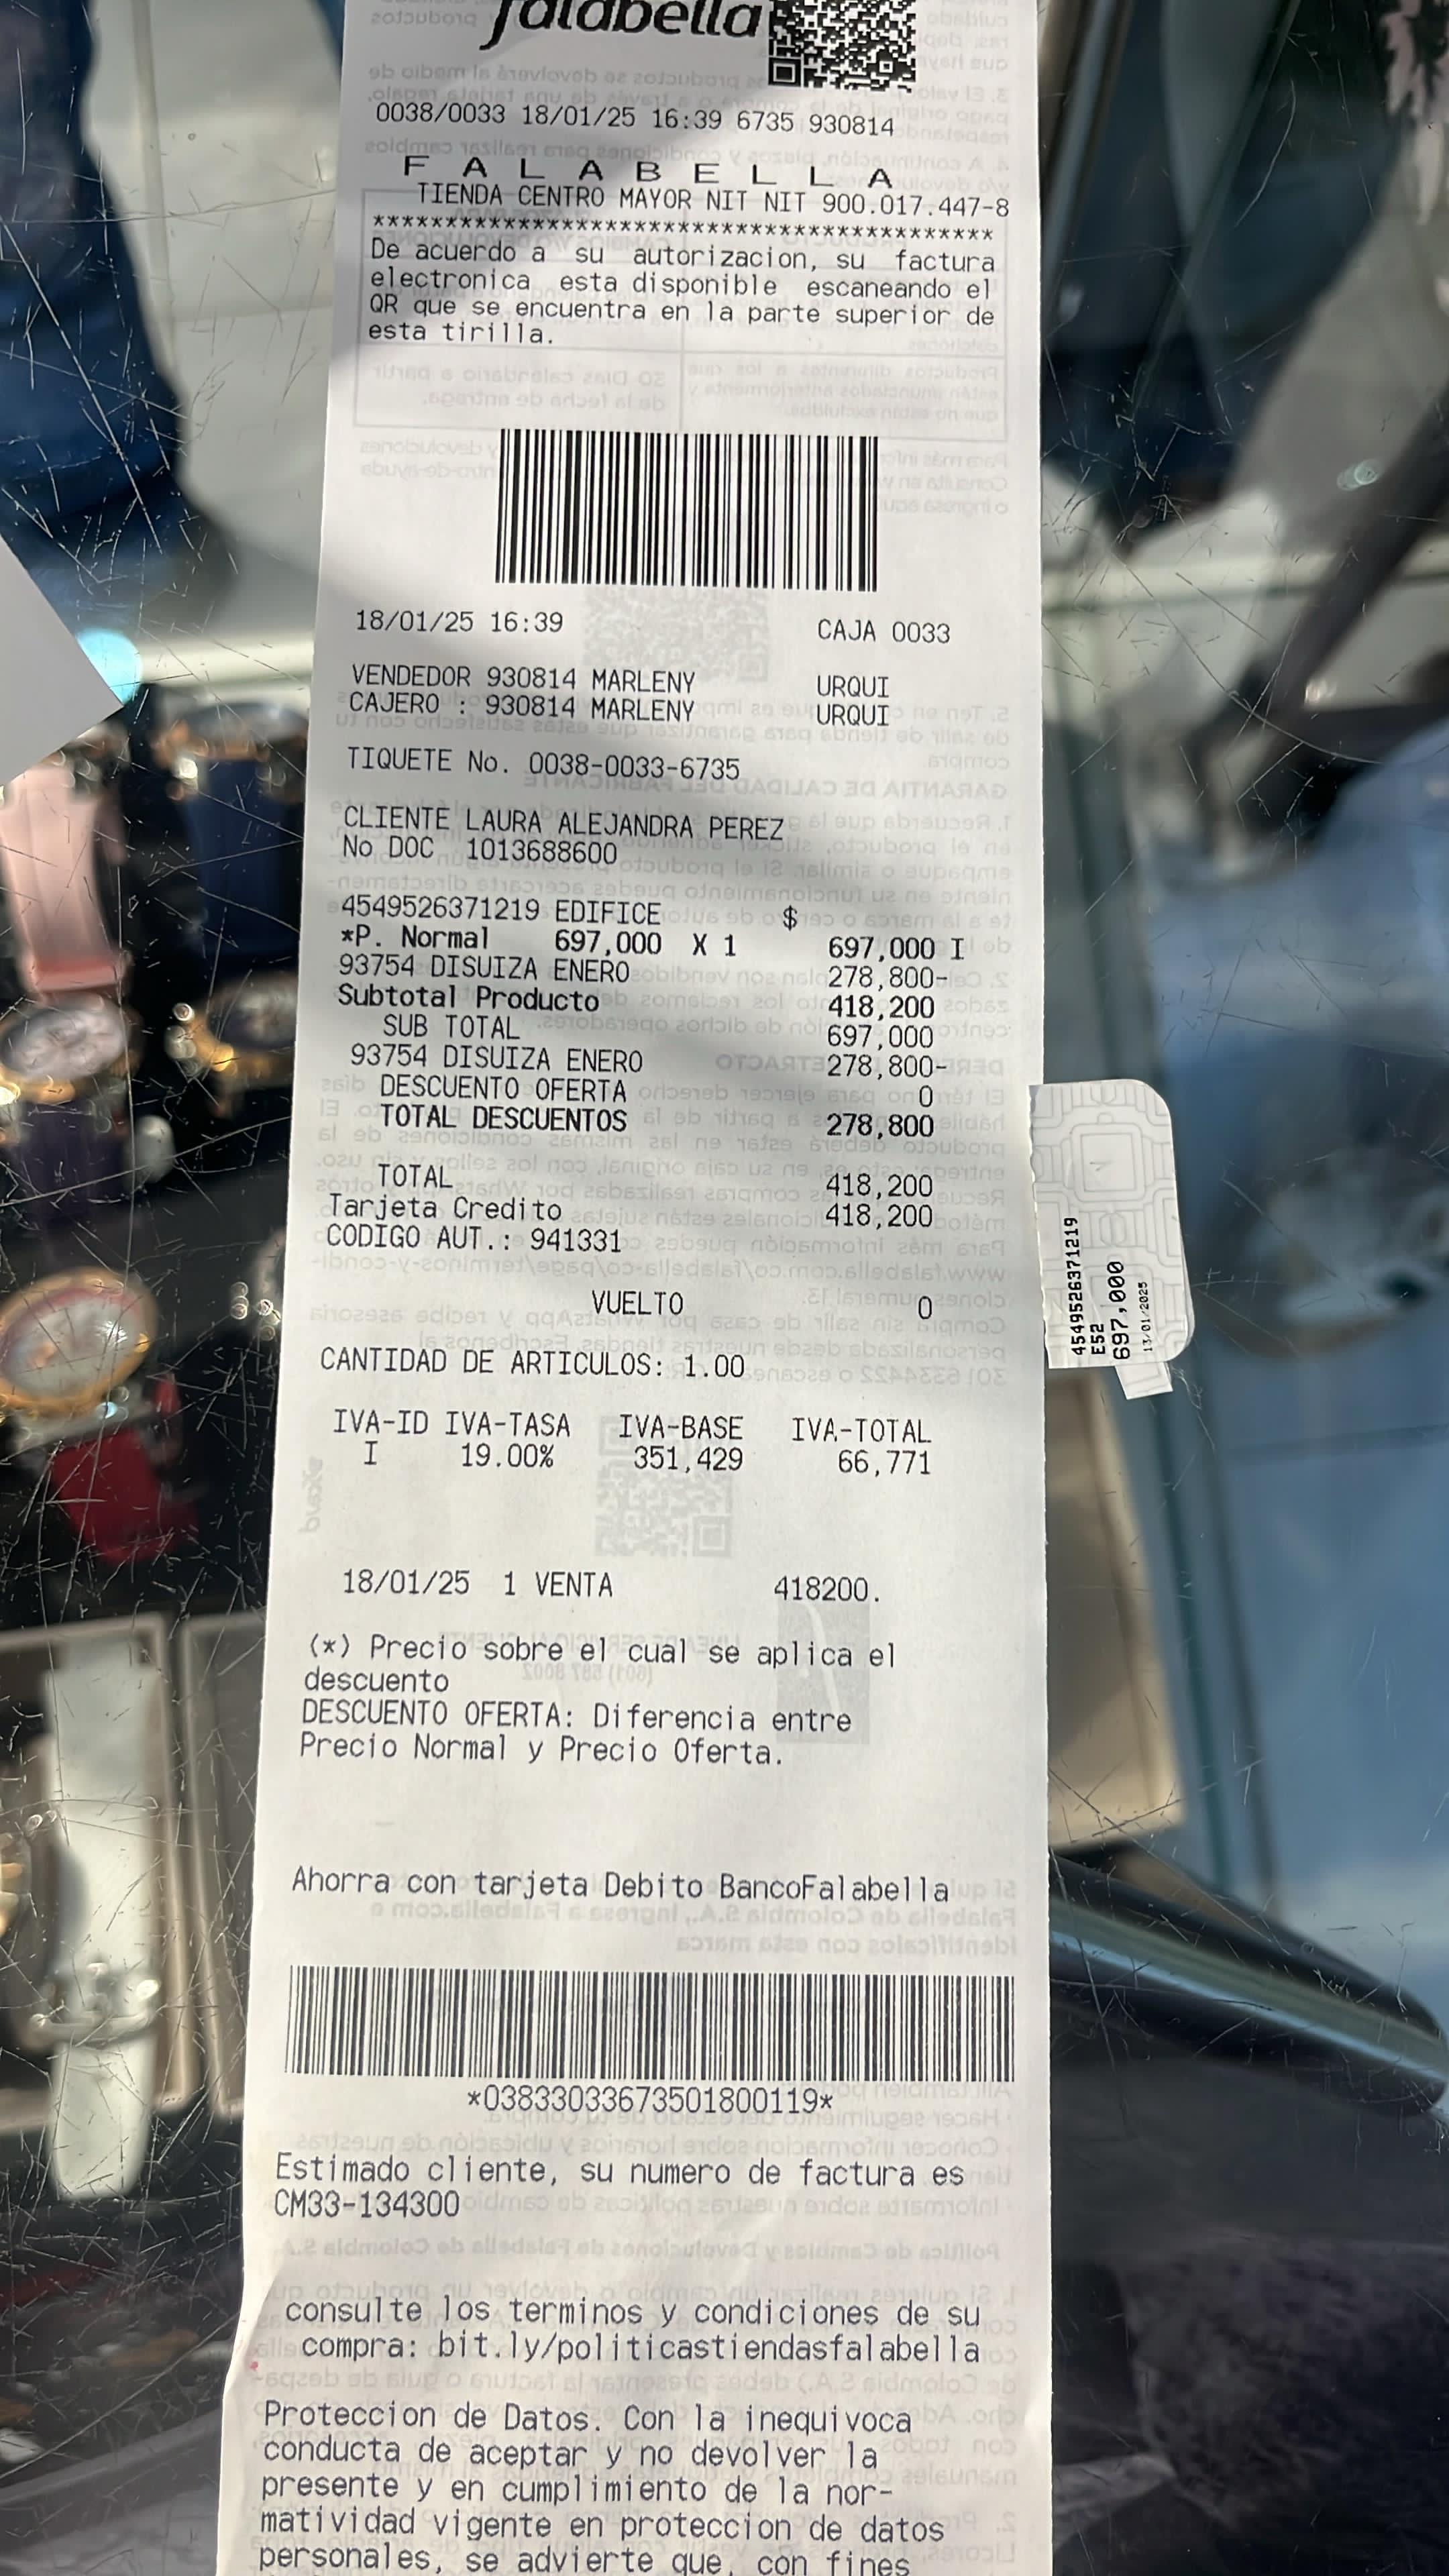 falabella
0038/0033 18/01/25 16:39 6735 930814
F A L A B E L L A
TIENDA CENTRO MAYOR NIT NIT 900.017.447-8
*******************************************
De acuerdo a su autorizacion, su factura
electronica esta disponible escaneando el
QR que se encuentra en la parte superior de
esta tirilla.
18/01/25 16:39 CAJA 0033
VENDEDOR 930814 MARLENY URQUI
CAJERO : 930814 MARLENY URQUI
TIQUETE No. 0038-0033-6735
CLIENTE LAURA ALEJANDRA PEREZ
No DOC 1013688600
4549526371219 EDIFICE $
*P. Normal 697,000 X 1 697,000 I
93754 DISUIZA ENERO 278,800-
Subtotal Producto 418,200
SUB TOTAL 697,000
93754 DISUIZA ENERO 278,800-
DESCUENTO OFERTA 0
TOTAL DESCUENTOS 278,800
TOTAL 418,200
Tarjeta Credito 418,200
CODIGO AUT.: 941331
VUELTO 0
CANTIDAD DE ARTICULOS: 1.00
IVA-ID IVA-TASA IVA-BASE IVA-TOTAL
I 19.00% 351,429 66,771
18/01/25 1 VENTA 418200.
(*) Precio sobre el cual se aplica el
descuento
DESCUENTO OFERTA: Diferencia entre
Precio Normal y Precio Oferta.
Ahorra con tarjeta Debito BancoFalabella
*03833033673501800119*
Estimado cliente, su numero de factura es
CM33-134300
consulte los terminos y condiciones de su
compra: bit.ly/politicastiendasfalabella
Proteccion de Datos. Con la inequivoca
conducta de aceptar y no devolver la
presente y en cumplimiento de la nor-
matividad vigente en proteccion de datos
personales, se advierte que, con fines
4549526371219
E52
697,000
13/01/2025